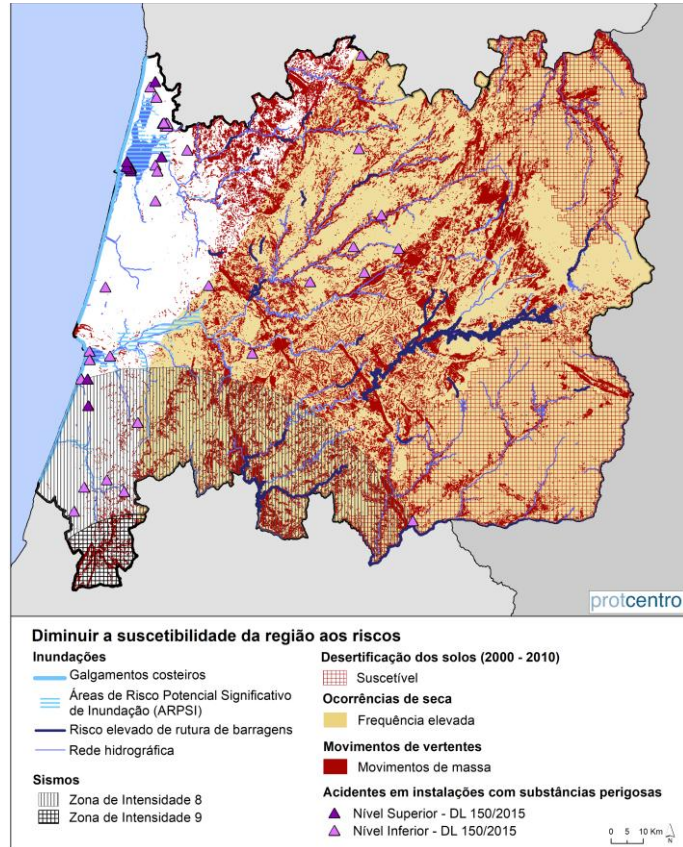 protcentro
Diminuir a suscetibilidade da região aos riscos
Inundações
Galgamentos costeiros
Áreas de Risco Potencial Significativo
de Inundação (ARPSI)
Risco elevado de rutura de barragens
Rede hidrográfica
Sismos
Zona de Intensidade 8
Zona de Intensidade 9
Desertificação dos solos (2000 - 2010)
Suscetível
Ocorrências de seca
Frequência elevada
Movimentos de vertentes
Movimentos de massa
Acidentes em instalações com substâncias perigosas
Nível Superior - DL 150/2015
Nível Inferior - DL 150/2015
0 5 10 Km
N